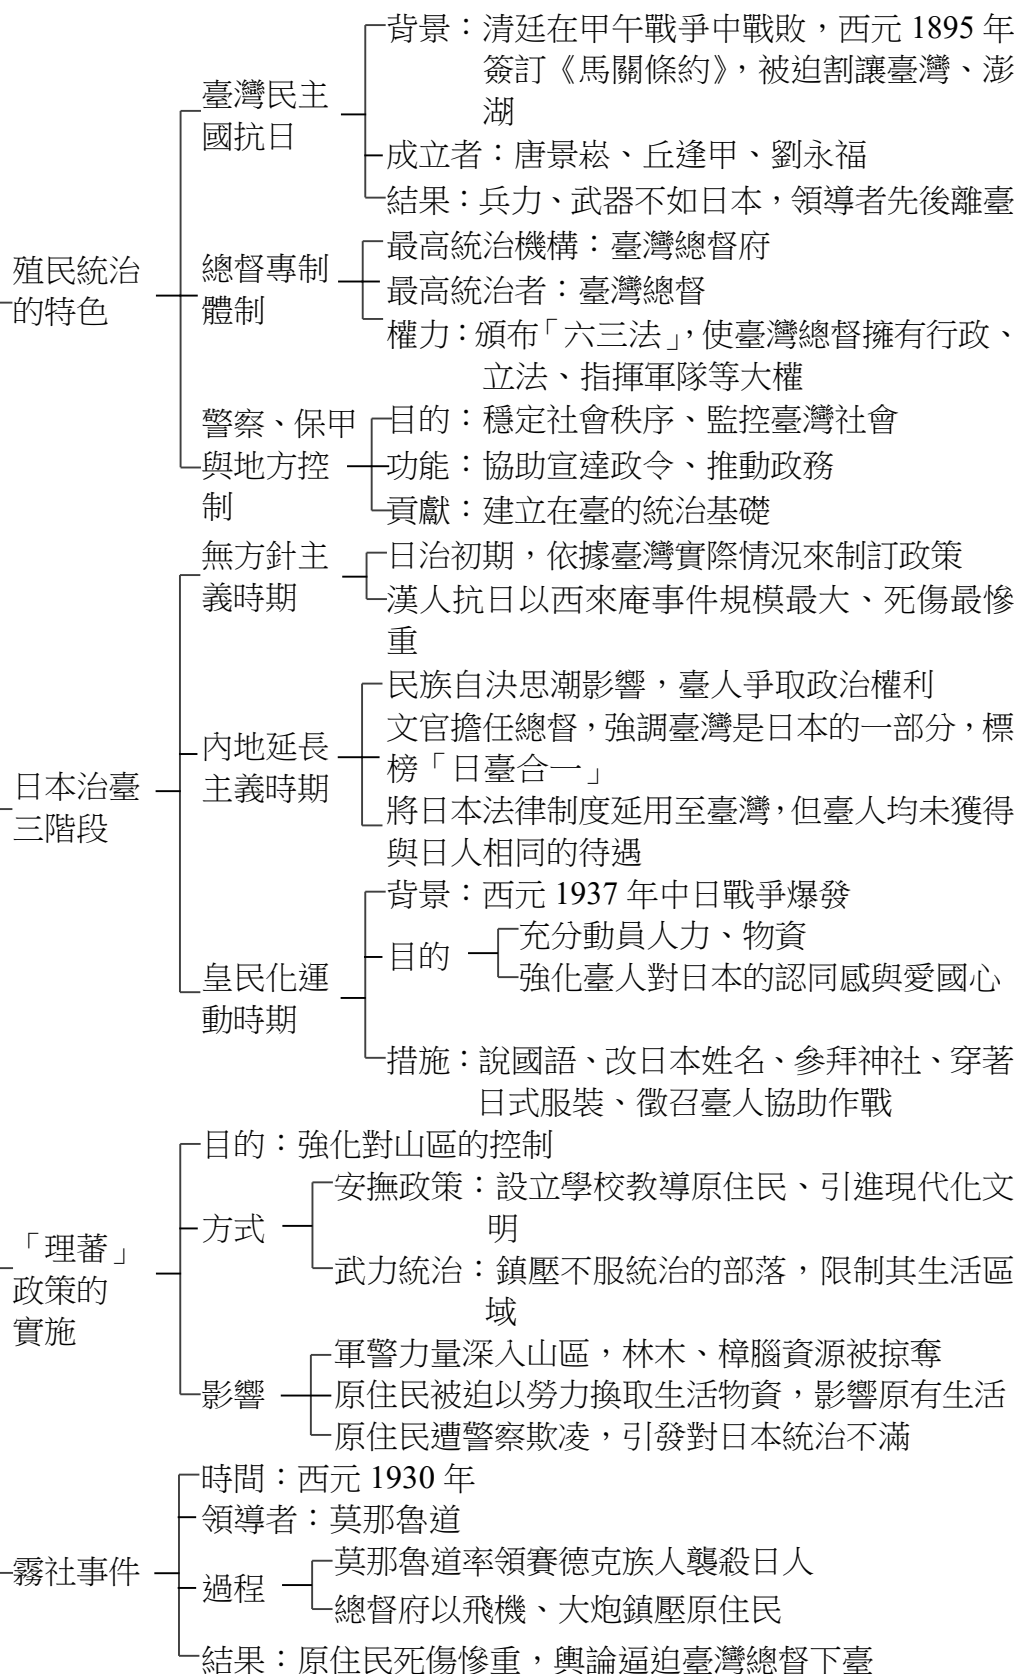 殖民統治
的特色
臺灣民主
國抗日
背景：清廷在甲午戰爭中戰敗，西元 1895 年
簽訂《馬關條約》，被迫割讓臺灣、澎
湖
成立者：唐景崧、丘逢甲、劉永福
結果：兵力、武器不如日本，領導者先後離臺
總督專制
體制
最高統治機構：臺灣總督府
最高統治者：臺灣總督
權力：頒布「六三法」，使臺灣總督擁有行政、
立法、指揮軍隊等大權
警察、保甲
與地方控
制
目的：穩定社會秩序、監控臺灣社會
功能：協助宣達政令、推動政務
貢獻：建立在臺的統治基礎
日本治臺
三階段
無方針主
義時期
日治初期，依據臺灣實際情況來制訂政策
漢人抗日以西來庵事件規模最大、死傷最慘
重
內地延長
主義時期
民族自決思潮影響，臺人爭取政治權利
文官擔任總督，強調臺灣是日本的一部分，標
榜「日臺合一」
將日本法律制度延用至臺灣，但臺人均未獲得
與日人相同的待遇
皇民化運
動時期
背景：西元 1937 年中日戰爭爆發
目的
充分動員人力、物資
強化臺人對日本的認同感與愛國心
措施：說國語、改日本姓名、參拜神社、穿著
日式服裝、徵召臺人協助作戰
「理蕃」
政策的
實施
目的：強化對山區的控制
方式
安撫政策：設立學校教導原住民、引進現代化文
明
武力統治：鎮壓不服統治的部落，限制其生活區
域
影響
軍警力量深入山區，林木、樟腦資源被掠奪
原住民被迫以勞力換取生活物資，影響原有生活
原住民遭警察欺凌，引發對日本統治不滿
霧社事件
時間：西元 1930 年
領導者：莫那魯道
過程
莫那魯道率領賽德克族人襲殺日人
總督府以飛機、大炮鎮壓原住民
結果：原住民死傷慘重，輿論逼迫臺灣總督下臺